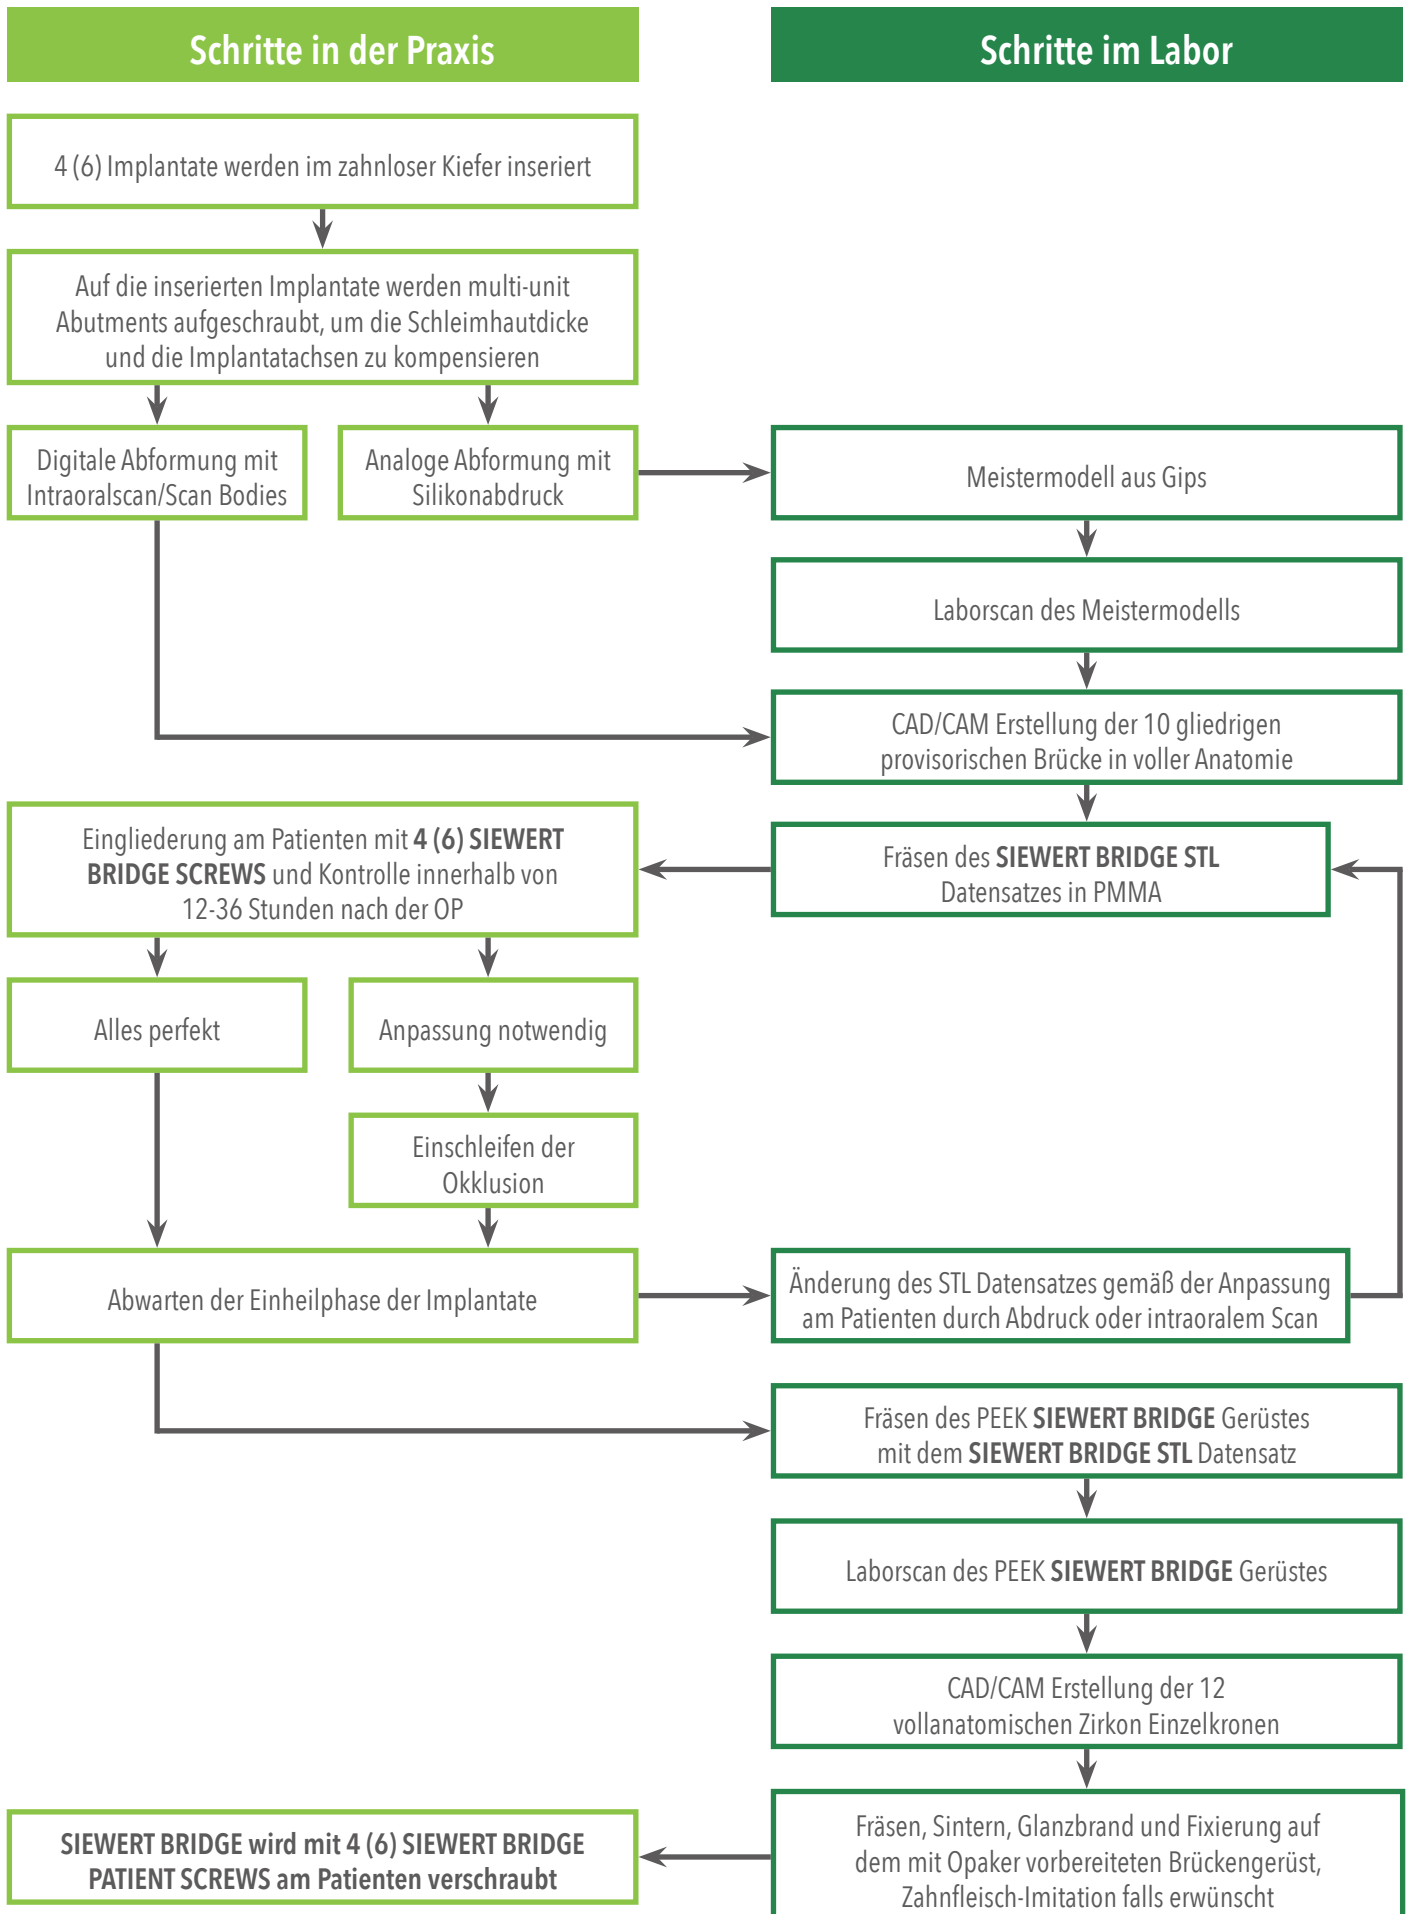 Schritte in der Praxis
Schritte im Labor
4 (6) Implantate werden im zahnloser Kiefer inseriert
Auf die inserierten Implantate werden multi-unit
Abutments aufgeschraubt, um die Schleimhautdicke
und die Implantatachsen zu kompensieren
Digitale Abformung mit
Intraoralscan/Scan Bodies
Analoge Abformung mit
Silikonabdruck
Meistermodell aus Gips
Laborscan des Meistermodells
CAD/CAM Erstellung der 10 gliedrigen
provisorischen Brücke in voller Anatomie
Fräsen des SIEWERT BRIDGE STL
Datensatzes in PMMA
Eingliederung am Patienten mit 4 (6) SIEWERT
BRIDGE SCREWS und Kontrolle innerhalb von
12-36 Stunden nach der OP
Alles perfekt
Anpassung notwendig
Einschleifen der
Okklusion
Abwarten der Einheilphase der Implantate
Änderung des STL Datensatzes gemäß der Anpassung
am Patienten durch Abdruck oder intraoralem Scan
Fräsen des PEEK SIEWERT BRIDGE Gerüstes
mit dem SIEWERT BRIDGE STL Datensatz
Laborscan des PEEK SIEWERT BRIDGE Gerüstes
CAD/CAM Erstellung der 12
vollanatomischen Zirkon Einzelkronen
Fräsen, Sintern, Glanzbrand und Fixierung auf
dem mit Opaker vorbereiteten Brückengerüst,
Zahnfleisch-Imitation falls erwünscht
SIEWERT BRIDGE wird mit 4 (6) SIEWERT BRIDGE
PATIENT SCREWS am Patienten verschraubt